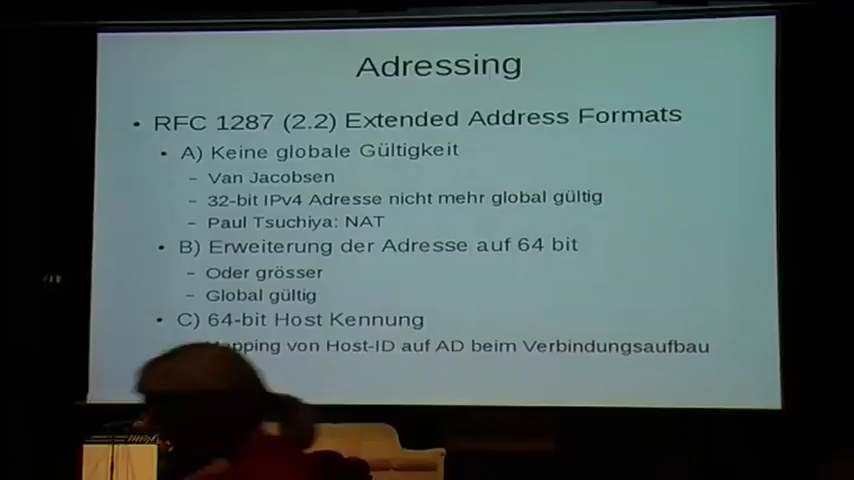 Adressing
• RFC 1287 (2.2) Extended Address Formats
• A) Keine globale Gültigkeit
– Van Jacobsen
– 32-bit IPv4 Adresse nicht mehr global gültig
– Paul Tsuchiya: NAT
• B) Erweiterung der Adresse auf 64 bit
– Oder grösser
– Global gültig
• C) 64-bit Host Kennung
von Host-ID auf AD beim Verbindungsaufbau